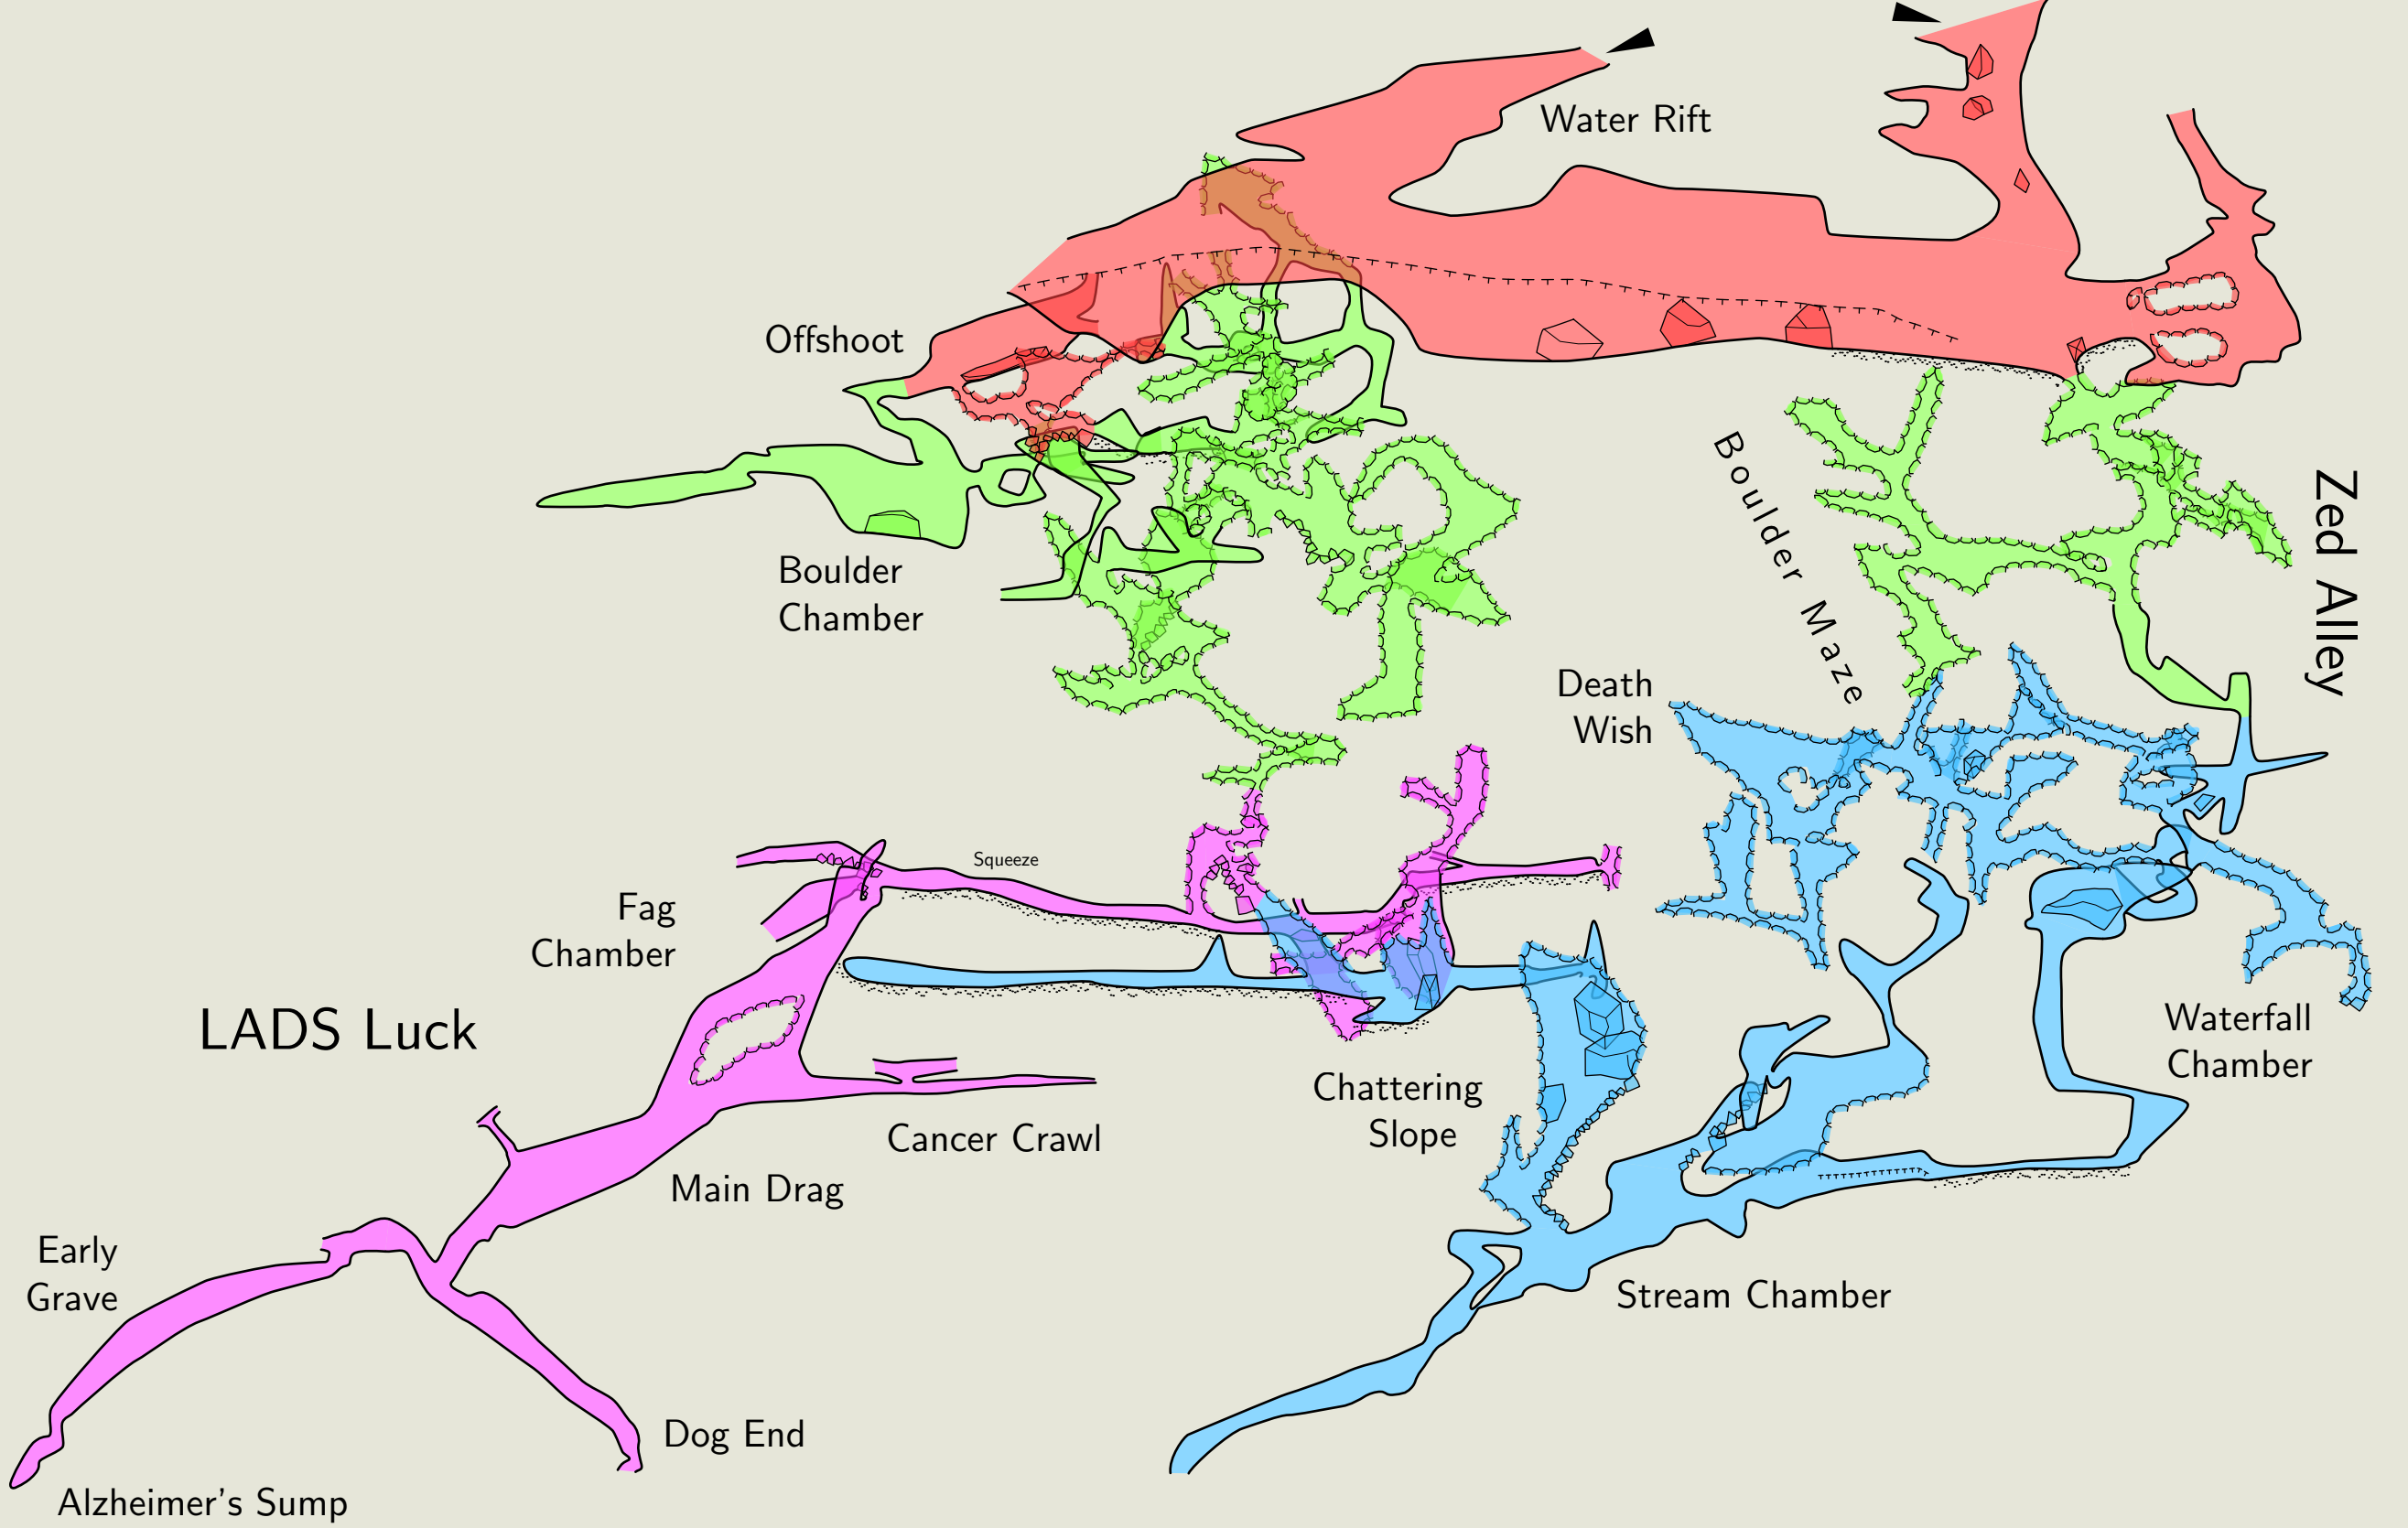 Water Rift
Offshoot
Boulder
Chamber
Boulder Maze
Zed Alley
Death
Wish
Squeeze
Fag
Chamber
LADS Luck
Waterfall
Chamber
Chattering
Slope
Cancer Crawl
Main Drag
Early
Grave
Stream Chamber
Dog End
Alzheimer's Sump